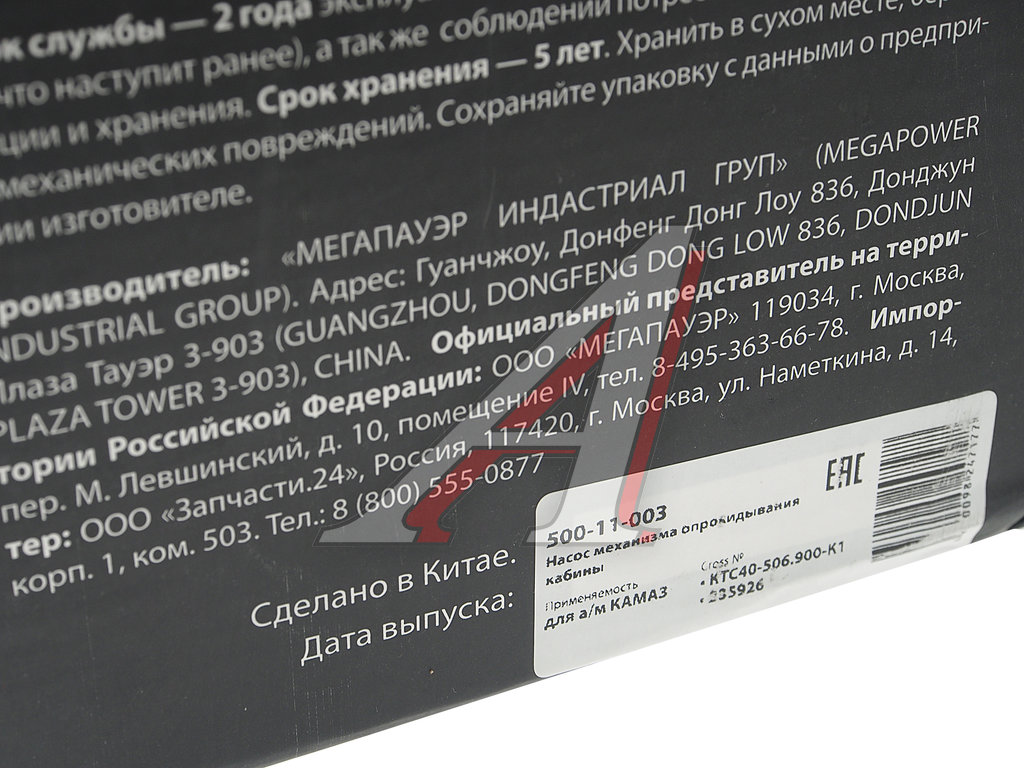 ок службы — 2 года
что наступит ранее), а так же соблюдении
ции и хранения. Срок хранения — 5 лет. Хранить в сухом месте,
механических повреждений. Сохраняйте упаковку с данными о предпри-
ии изготовителе.
роизводитель: «МЕГАПАУЭР ИНДАСТРИАЛ ГРУП» (MEGAPOWER
NDUSTRIAL GROUP). Адрес: Гуанчжоу, Донфенг Донг Лоу 836, Донджун
Плаза Тауэр 3-903 (GUANGZHOU, DONGFENG DONG LOW 836, DONDJUN
PLAZA TOWER 3-903), CHINA. Официальный представитель на терри-
тории Российской Федерации: ООО «МЕГАПАУЭР» 119034, г. Москва,
пер. М. Левшинский, д. 10, помещение IV, тел. 8-495-363-66-78. Импор-
тер: ООО «Запчасти.24», Россия, 117420, г. Москва, ул. Наметкина, д. 14,
корп. 1, ком. 503. Тел.: 8 (800) 555-0877
Сделано в Китае.
Дата выпуска:
500-11-003
Насос механизма опрокидывания
кабины
Применяемость
для а/м КАМАЗ
Cross №
• КТС40-506.900-К1
ЕАС